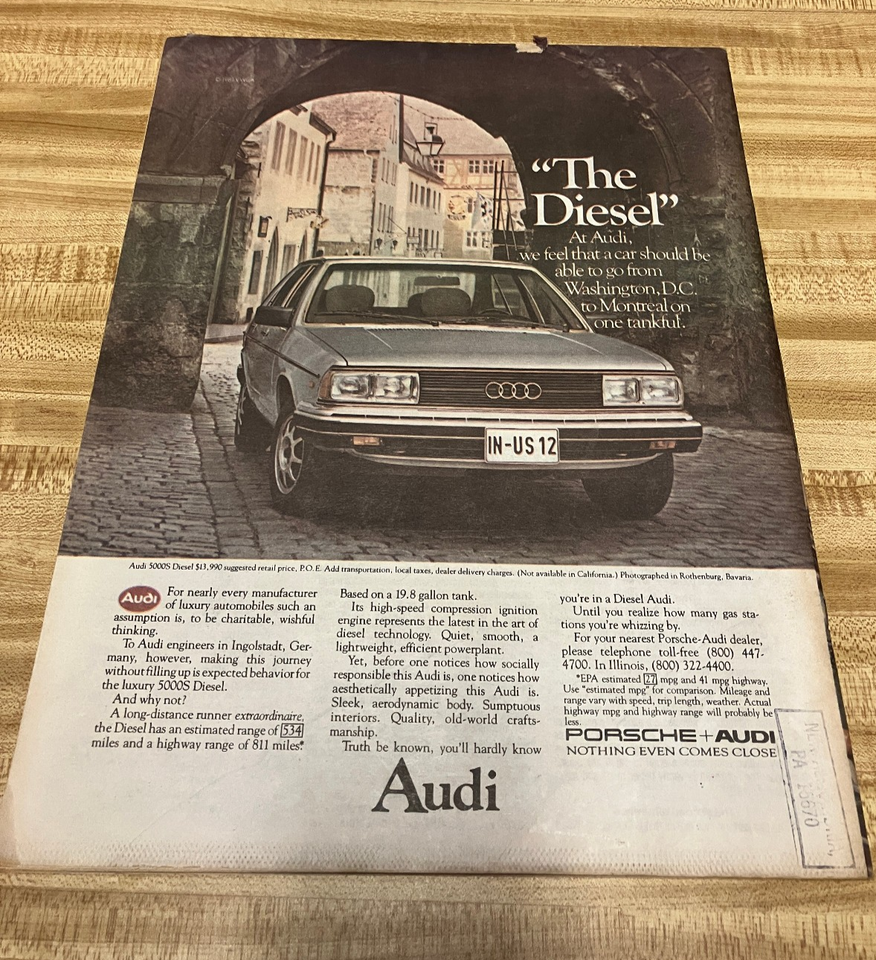 “The
Diesel”
At Audi,
we feel that a car should be
able to go from
Washington, D.C.
to Montreal on
one tankful.
IN-US 12
Audi 5000S Diesel $13,990 suggested retail price, P.O.E. Add transportation, local taxes, dealer delivery charges. (Not available in California.) Photographed in Rothenburg, Bavaria.
Audi
For nearly every manufacturer
of luxury automobiles such an
assumption is, to be charitable, wishful
thinking.
To Audi engineers in Ingolstadt, Ger-
many, however, making this journey
without filling up is expected behavior for
the luxury 5000S Diesel.
And why not?
A long-distance runner extraordinaire,
the Diesel has an estimated range of 534
miles and a highway range of 811 miles*.
Based on a 19.8 gallon tank.
Its high-speed compression ignition
engine represents the latest in the art of
diesel technology. Quiet, smooth, a
lightweight, efficient powerplant.
Yet, before one notices how socially
responsible this Audi is, one notices how
aesthetically appetizing this Audi is.
Sleek, aerodynamic body. Sumptuous
interiors. Quality, old-world crafts-
manship.
Truth be known, you'll hardly know
you're in a Diesel Audi.
Until you realize how many gas sta-
tions you're whizzing by.
For your nearest Porsche-Audi dealer,
please telephone toll-free (800) 447-
4700. In Illinois, (800) 322-4400.
*EPA estimated 27 mpg and 41 mpg highway.
Use "estimated mpg" for comparison. Mileage and
range vary with speed, trip length, weather. Actual
highway mpg and highway range will probably be
less.
PORSCHE+AUDI
NOTHING EVEN COMES CLOSE
Audi
PA